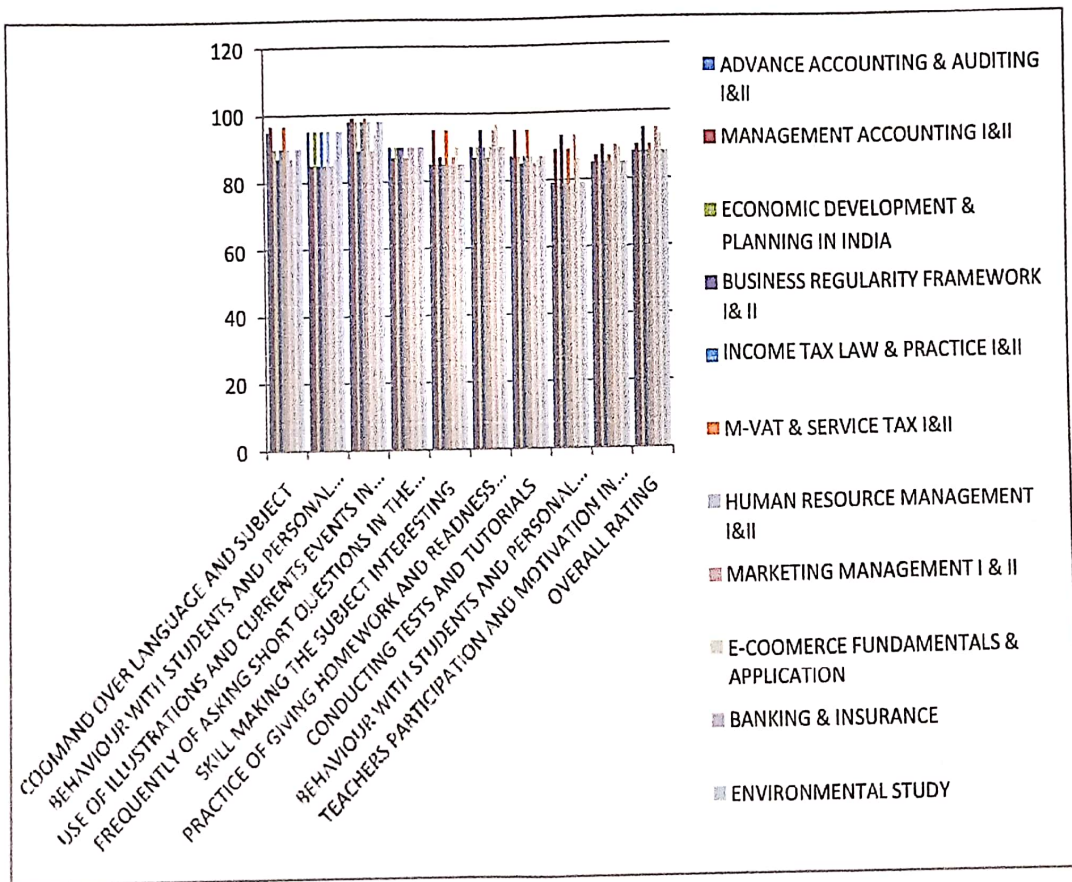 120
100
80
60
40
20
0
COOMAND OVER LANGUAGE AND SUBJECT
BEHAVIOUR WITH STUDENTS AND PERSONAL...
USE OF ILLUSTRATIONS AND CURRENTS EVENTS IN...
FREQUENTLY OF ASKING SHORT QUESTIONS IN THE...
SKILL MAKING THE SUBJECT INTERESTING
PRACTICE OF GIVING HOMEWORK AND READNESS...
CONDUCTING TESTS AND TUTORIALS
BEHAVIOUR WITH STUDENTS AND PERSONAL...
TEACHERS PARTICIPATION AND MOTIVATION IN...
OVERALL RATING
ADVANCE ACCOUNTING & AUDITING
I&II
MANAGEMENT ACCOUNTING I&II
ECONOMIC DEVELOPMENT &
PLANNING IN INDIA
BUSINESS REGULARITY FRAMEWORK
I& II
INCOME TAX LAW & PRACTICE I&II
M-VAT & SERVICE TAX I&II
HUMAN RESOURCE MANAGEMENT
I&II
MARKETING MANAGEMENT I & II
E-COOMERCE FUNDAMENTALS &
APPLICATION
BANKING & INSURANCE
ENVIRONMENTAL STUDY